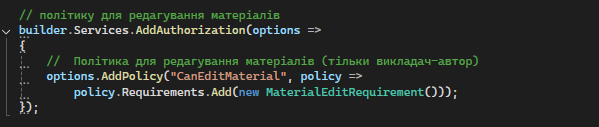 // політику для редагування матеріалів
builder.Services.AddAuthorization(options =>
{
//  Політика для редагування матеріалів (тільки викладач-автор)
options.AddPolicy("CanEditMaterial", policy =>
policy.Requirements.Add(new MaterialEditRequirement()));
});